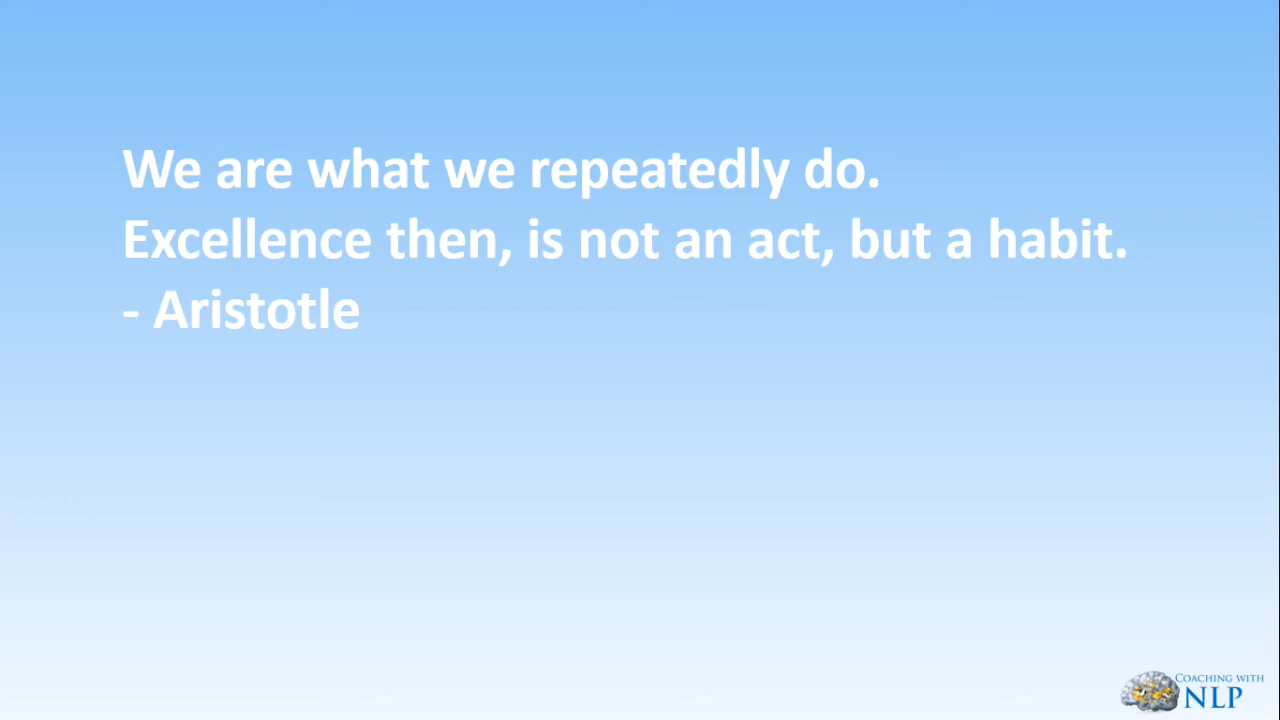 We are what we repeatedly do.
Excellence then, is not an act, but a habit.
- Aristotle
COACHING WITH
NLP